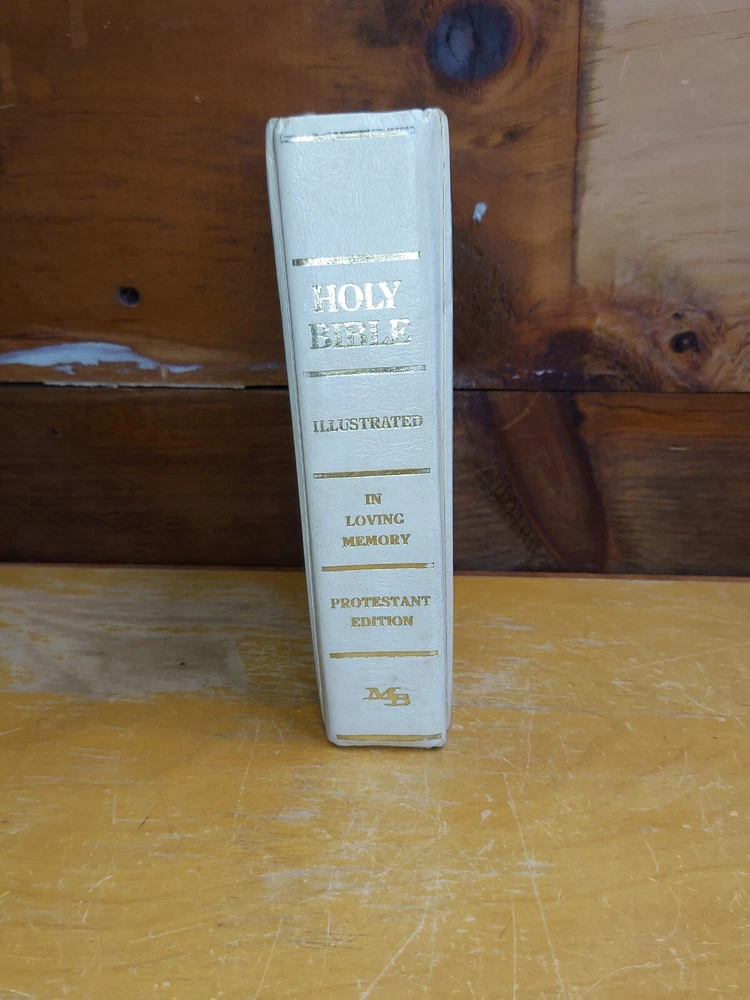 HOLY
BIBLE
ILLUSTRATED
IN
LOVING
MEMORY
PROTESTANT
EDITION
MB